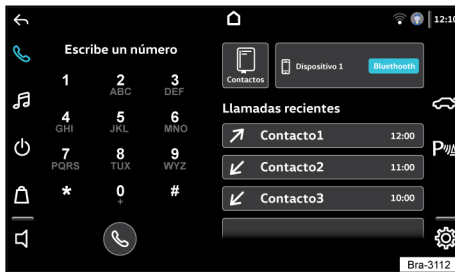 12:10
Escribe un número
1 2 3
ABC DEF
4 5 6
GHI JKL MNO
7 8 9
PQRS TUX WYZ
* 0 #
+
Contactos
Dispositivo 1 Bluethooth
Llamadas recientes
Contacto1 12:00
Contacto2 11:00
Contacto3 10:00
P
Bra-3112